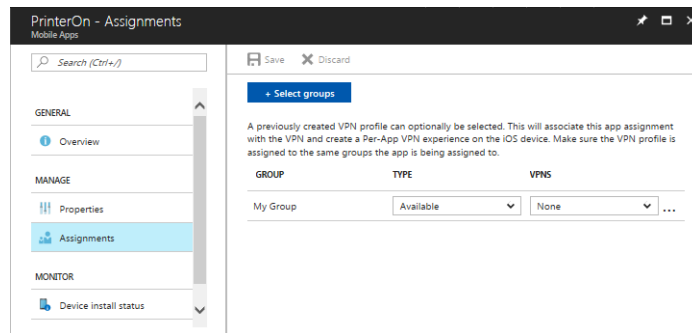 PrinterOn - Assignments
Mobile Apps
Search (Ctrl+/)
GENERAL
Overview
MANAGE
Properties
Assignments
MONITOR
Device install status
Save
Discard
+ Select groups
A previously created VPN profile can optionally be selected. This will associate this app assignment
with the VPN and create a Per-App VPN experience on the iOS device. Make sure the VPN profile is
assigned to the same groups the app is being assigned to.
GROUP TYPE VPNS
My Group Available None ...